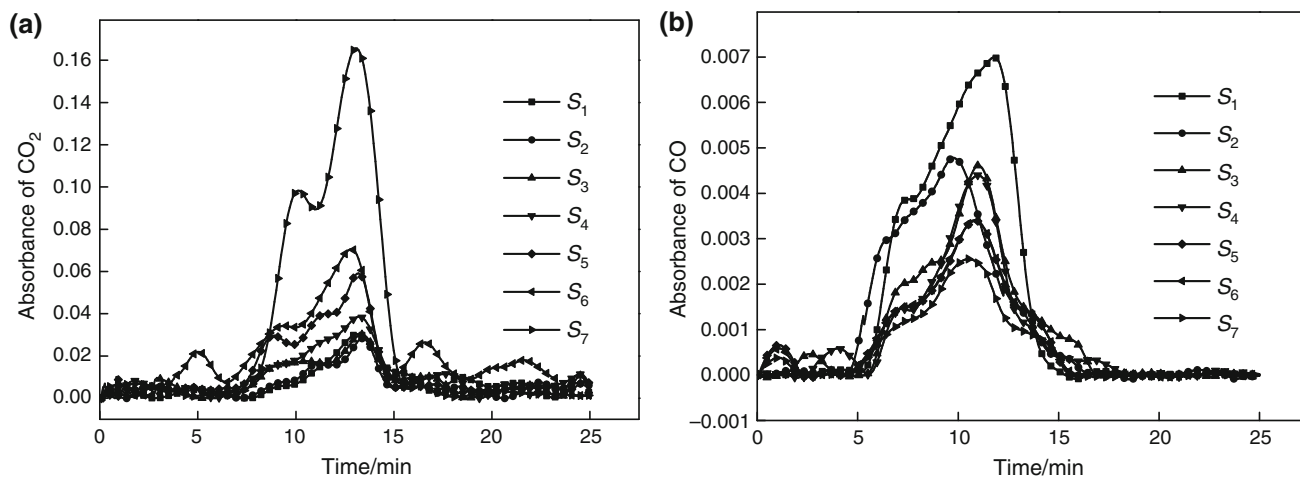 (a)
0.16
0.14
0.12
0.10
0.08
0.06
0.04
0.02
0.00
Absorbance of CO2
0 5 10 15 20 25
Time/min
S1
S2
S3
S4
S5
S6
S7
(b)
0.007
0.006
0.005
0.004
0.003
0.002
0.001
0.000
–0.001
Absorbance of CO
0 5 10 15 20 25
Time/min
S1
S2
S3
S4
S5
S6
S7